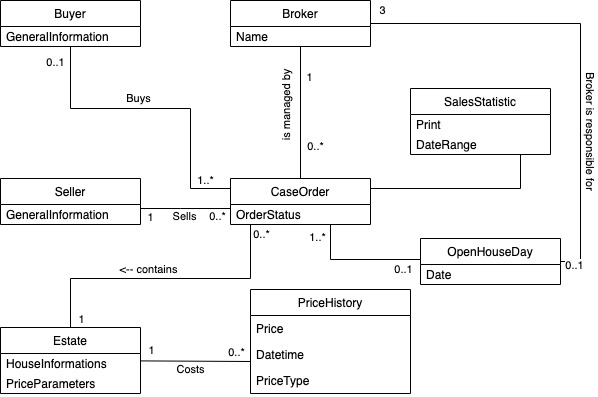 Buyer
GeneralInformation
0..1
Buys
1..*
Broker
Name
3
1
is managed by
0..*
Broker is responsible for
SalesStatistic
Print
DateRange
Seller
GeneralInformation
1
Sells
0..*
CaseOrder
OrderStatus
0..*
1..*
0..1
OpenHouseDay
Date
0..1
<-- contains
1
Estate
HouseInformations
PriceParameters
1
Costs
0..*
PriceHistory
Price
Datetime
PriceType